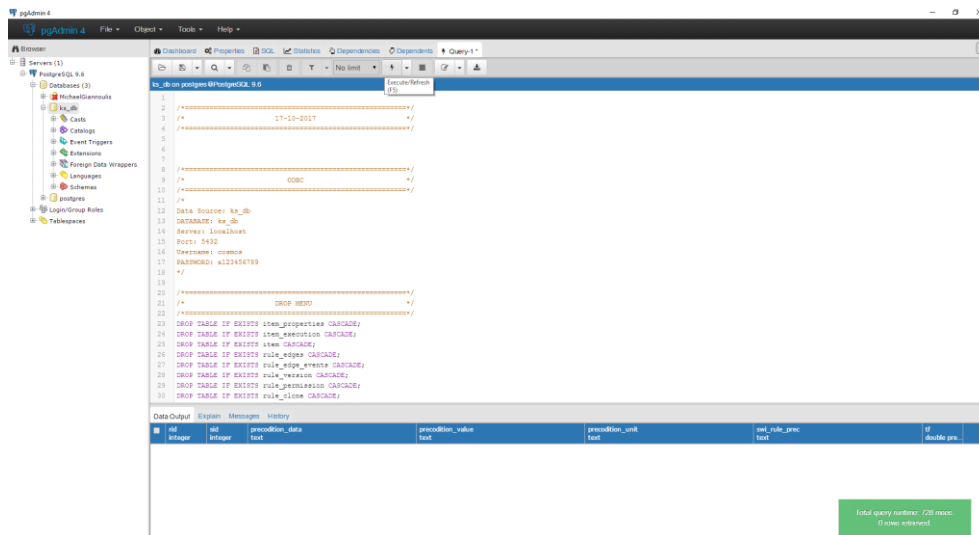 pgAdmin 4
pgAdmin 4 File Object Tools Help
Browser
Dashboard Properties SQL Statistics Dependencies Dependents Query-1 *
No limit
Execute/Refresh
(F5)
ks_db on postgres@PostgreSQL 9.6
Servers (1)
PostgreSQL 9.6
Databases (3)
MichaelGiannoulis
ks_db
Casts
Catalogs
Event Triggers
Extensions
Foreign Data Wrappers
Languages
Schemas
postgres
Login/Group Roles
Tablespaces
1
2 /*====================================================*/
3 /* 17-10-2017 */
4 /*====================================================*/
5
6
7
8 /*====================================================*/
9 /* ODBC */
10 /*====================================================*/
11 /*
12 Data Source: ks_db
13 DATABASE: ks_db
14 Server: localhost
15 Port: 5432
16 Username: cosmos
17 PASSWORD: a123456789
18 */
19
20 /*====================================================*/
21 /* DROP MENU */
22 /*====================================================*/
23 DROP TABLE IF EXISTS item_properties CASCADE;
24 DROP TABLE IF EXISTS item_execution CASCADE;
25 DROP TABLE IF EXISTS item CASCADE;
26 DROP TABLE IF EXISTS rule_edges CASCADE;
27 DROP TABLE IF EXISTS rule_edge_events CASCADE;
28 DROP TABLE IF EXISTS rule_version CASCADE;
29 DROP TABLE IF EXISTS rule_permission CASCADE;
30 DROP TABLE IF EXISTS rule_clone CASCADE;
Data Output Explain Messages History
rid sid precodition_data precodition_value precodition_unit swi_rule_prec tf
integer integer text text text text double pre...
Total query runtime: 728 msec.
0 rows retrieved.